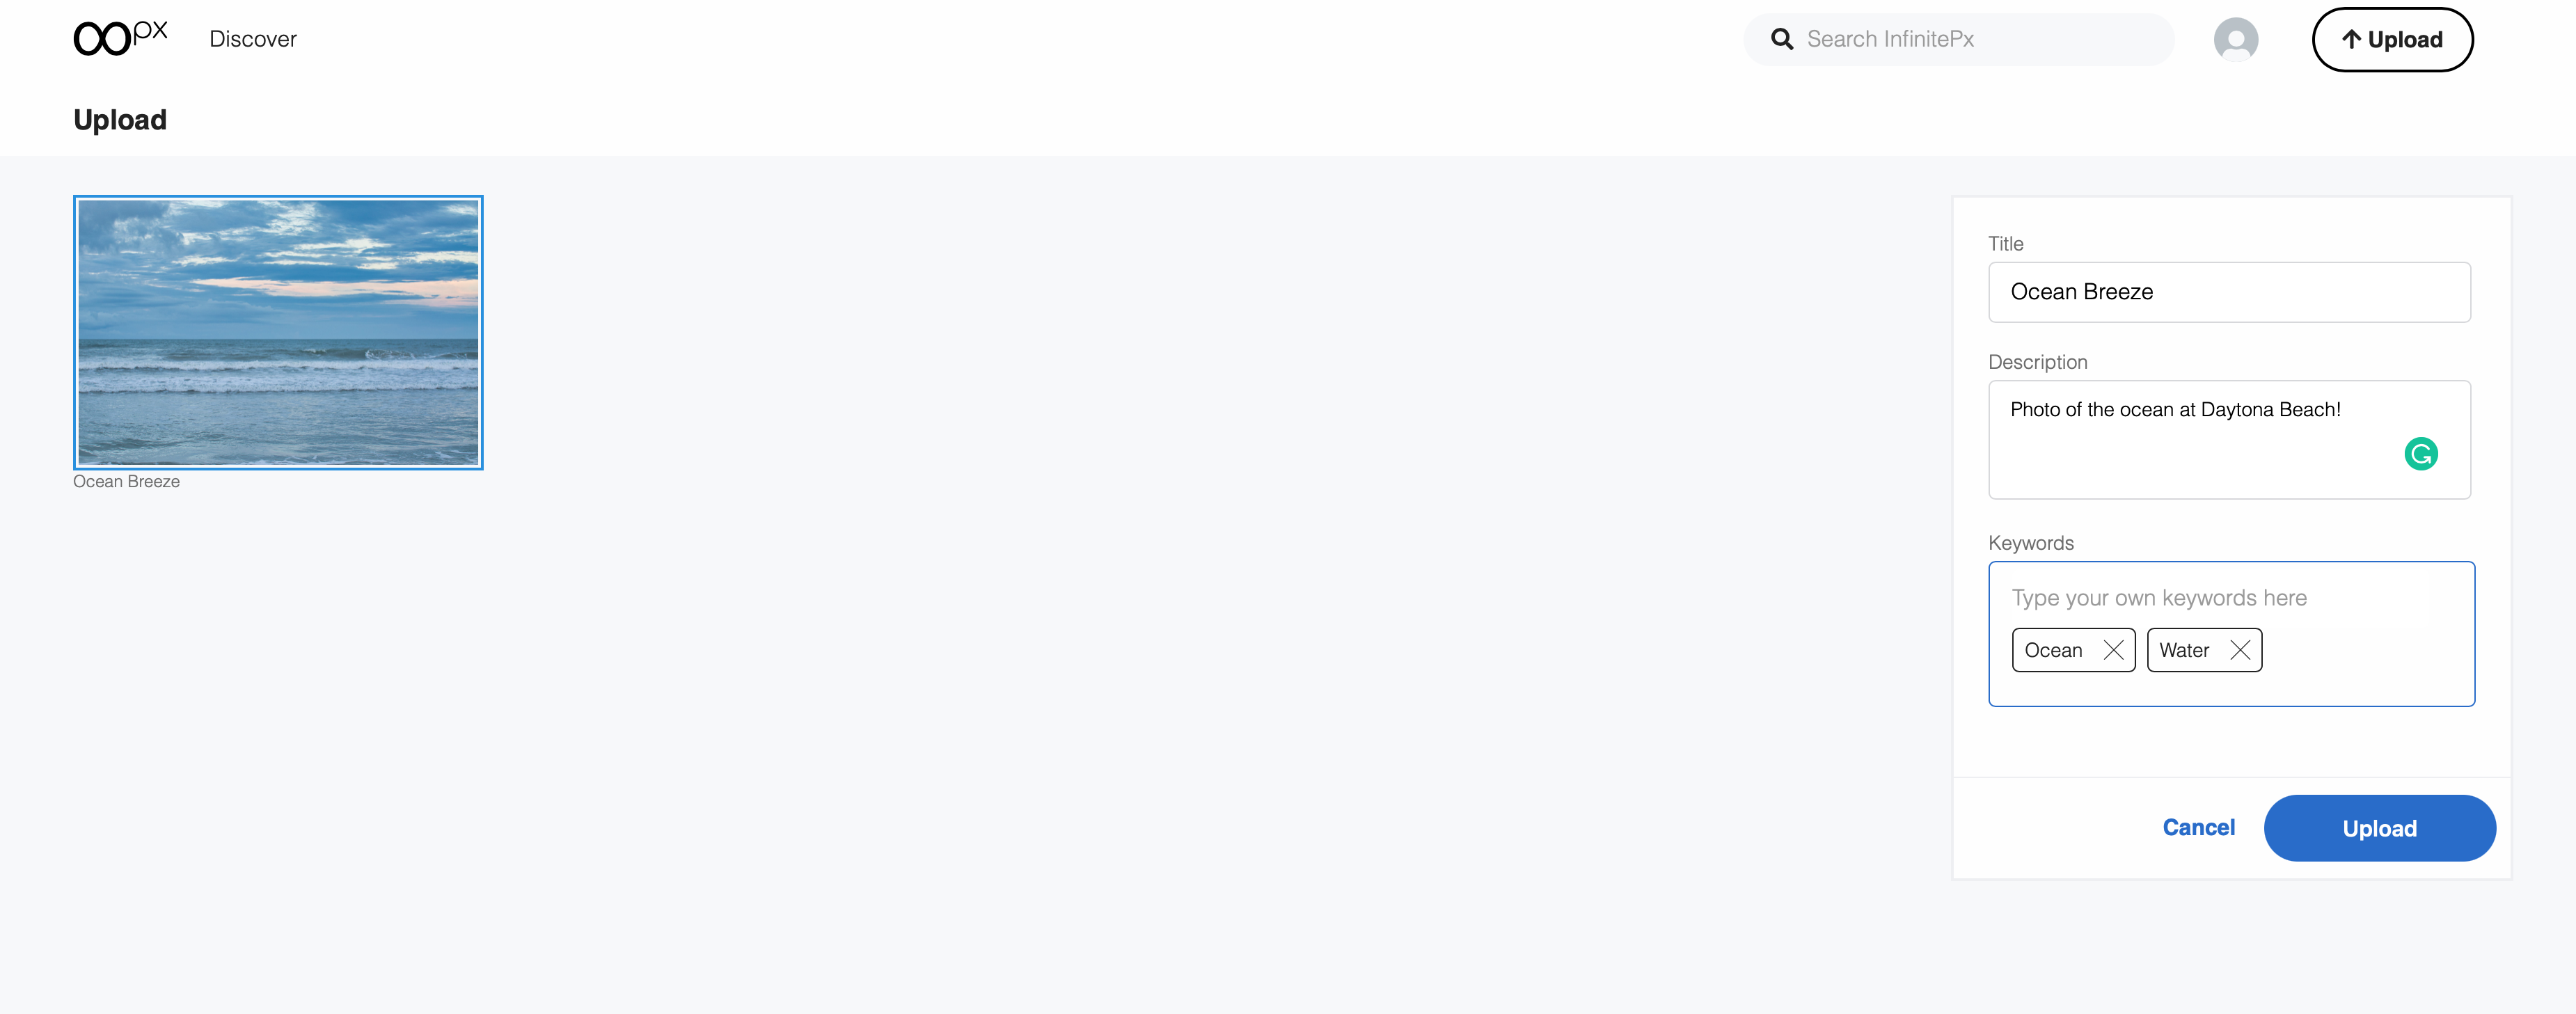 px
Discover
Search InfinitePx
Upload
Upload
Ocean Breeze
Title
Ocean Breeze
Description
Photo of the ocean at Daytona Beach!
Keywords
Type your own keywords here
Ocean
Water
Cancel
Upload